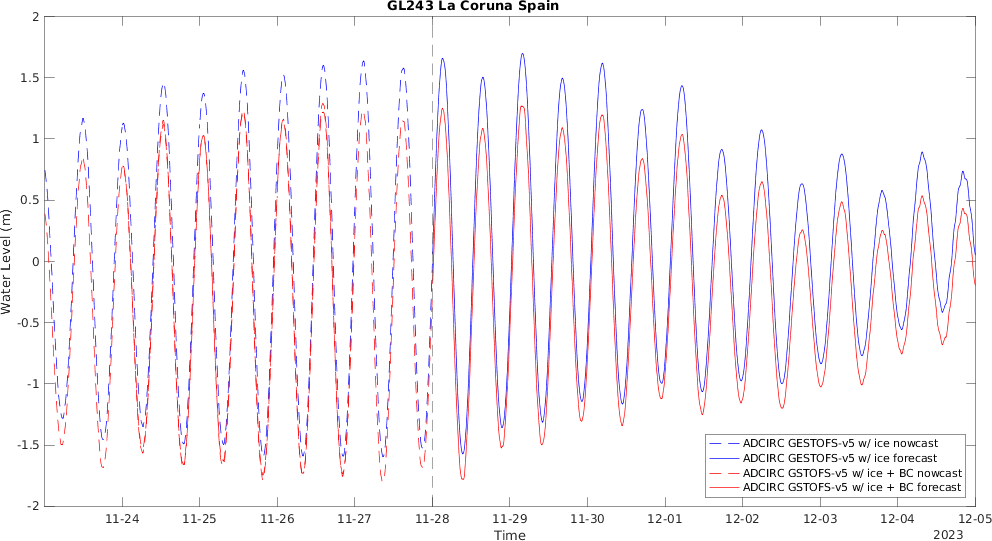 GL243 La Coruna Spain
2
1.5
1
0.5
0
-0.5
-1
-1.5
-2
Water Level (m)
ADCIRC GESTOFS-v5 w/ ice nowcast
ADCIRC GESTOFS-v5 w/ ice forecast
ADCIRC GSTOFS-v5 w/ ice + BC nowcast
ADCIRC GSTOFS-v5 w/ ice + BC forecast
11-24 11-25 11-26 11-27 11-28 11-29 11-30 12-01 12-02 12-03 12-04 12-05
Time
2023